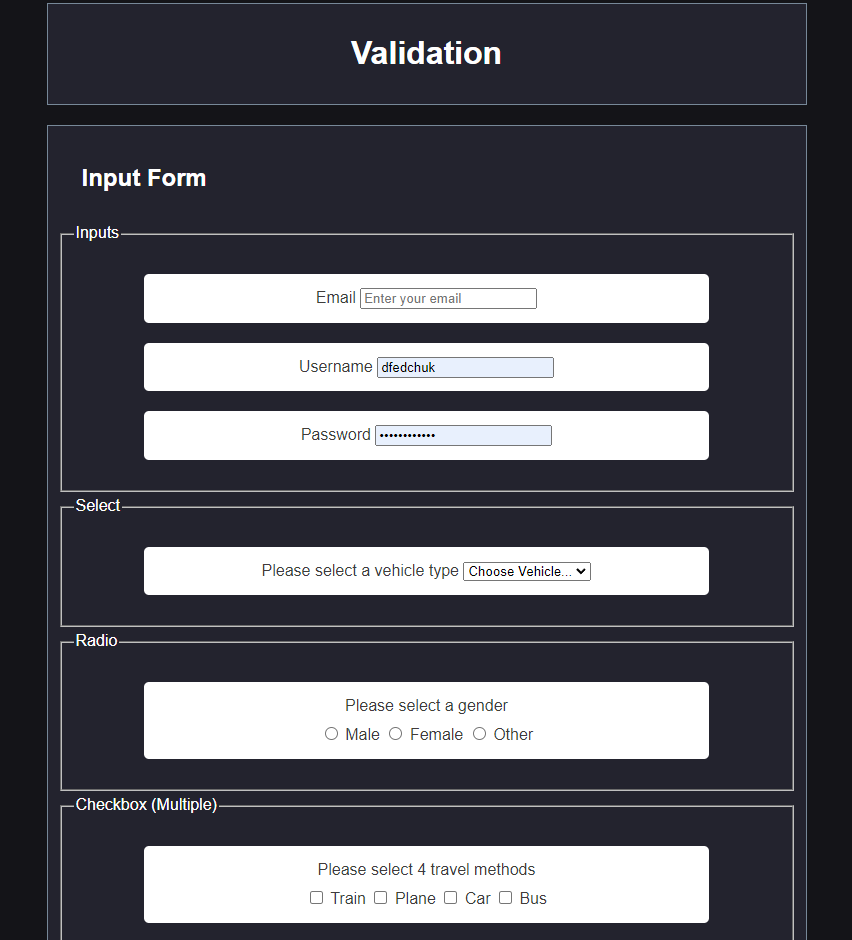 Validation
Input Form
Inputs
Email Enter your email
Username dfedchuk
Password ••••••••••••
Select
Please select a vehicle type Choose Vehicle...
Radio
Please select a gender
Male Female Other
Checkbox (Multiple)
Please select 4 travel methods
Train Plane Car Bus